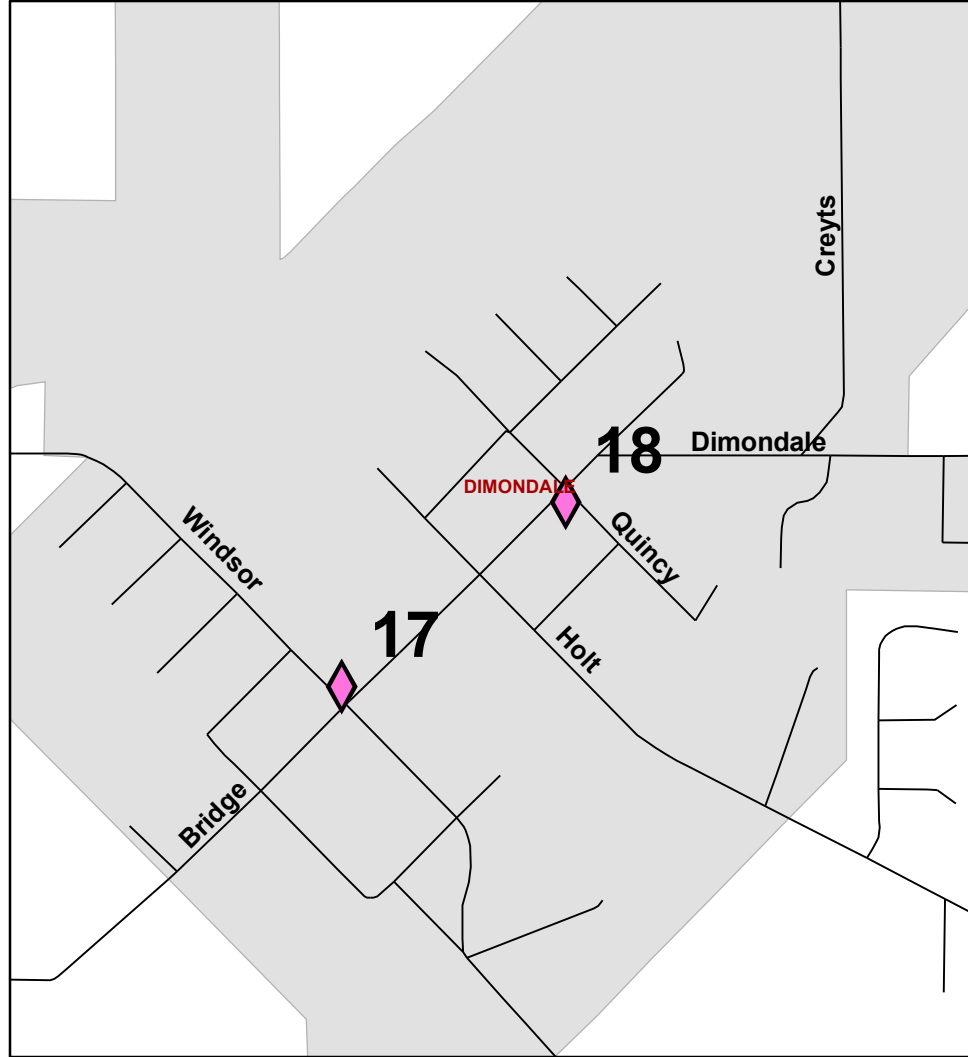 Creyts
18
Dimondale
DIMONDALE
Quincy
Windsor
17
Holt
Bridge